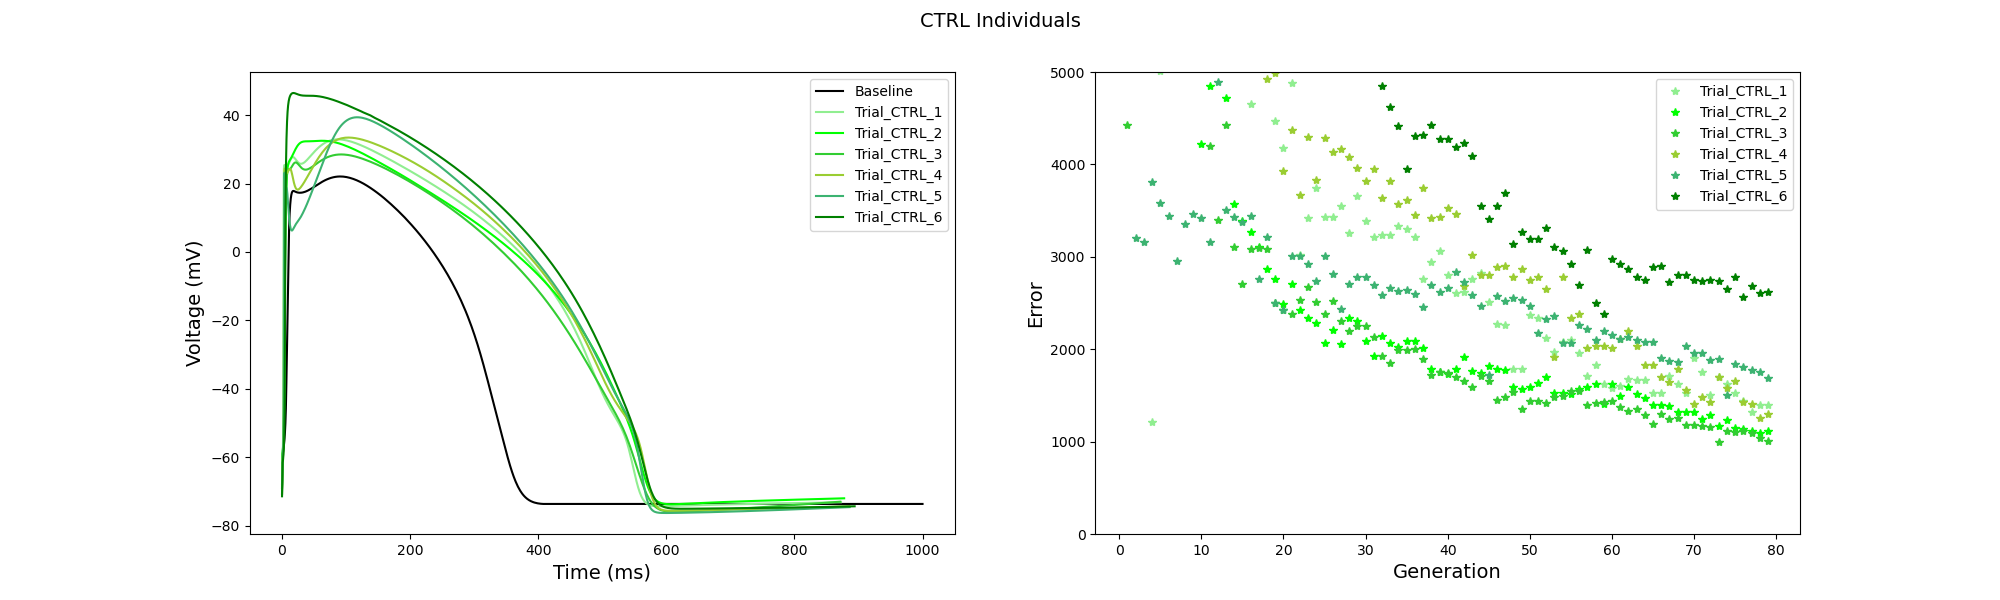 CTRL Individuals
Voltage (mV)
40
20
0
−20
−40
−60
−80
0 200 400 600 800 1000
Time (ms)
Baseline
Trial_CTRL_1
Trial_CTRL_2
Trial_CTRL_3
Trial_CTRL_4
Trial_CTRL_5
Trial_CTRL_6
Error
5000
4000
3000
2000
1000
0
0 10 20 30 40 50 60 70 80
Generation
Trial_CTRL_1
Trial_CTRL_2
Trial_CTRL_3
Trial_CTRL_4
Trial_CTRL_5
Trial_CTRL_6